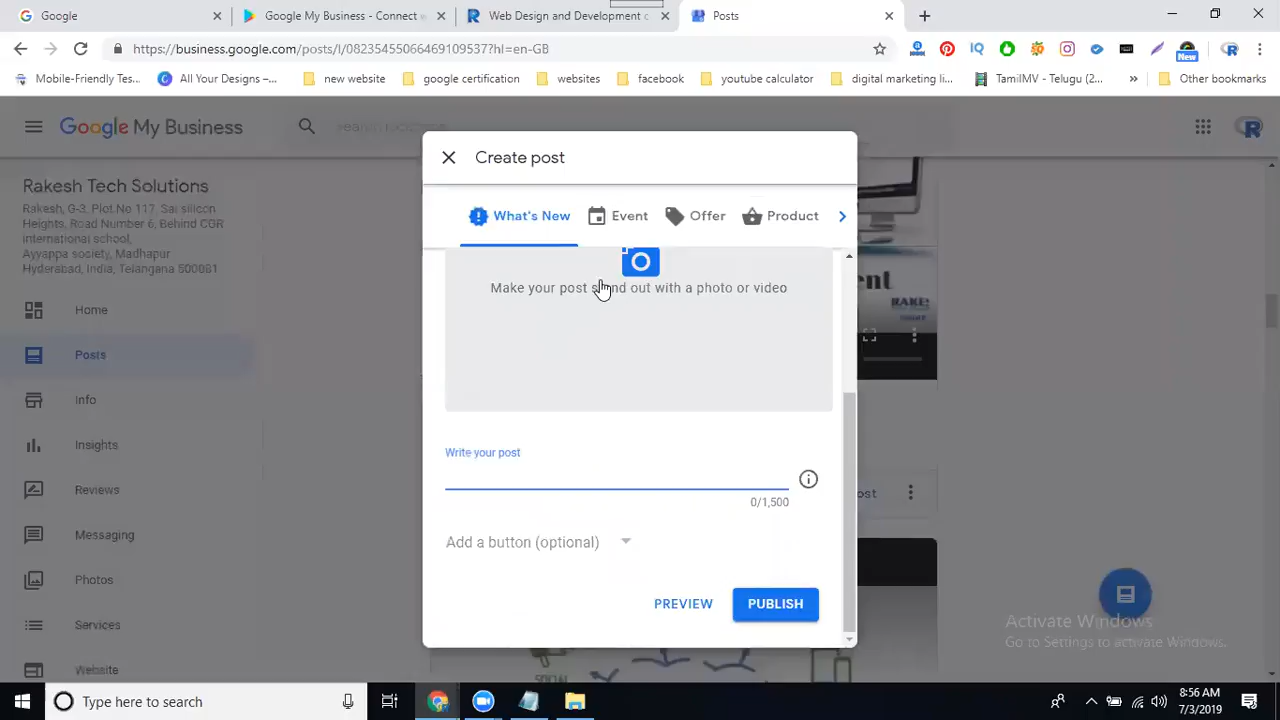 Google
Google My Business - Connect w
Web Design and Development c
Posts
https://business.google.com/posts/l/08235455066469109537?hl=en-GB
Mobile-Friendly Tes...
All Your Designs –...
new website
google certification
websites
facebook
youtube calculator
digital marketing li...
TamilMV - Telugu (2...
Other bookmarks
New
Google My Business
Rakesh Tech Solutions
Rakesh, G-3, Plot No 117, Sai silicon
Heights, Road Number 6, Behind CGR
international school,
Ayyappa society, Madhapur
Hyderabad, India, Telangana 500081
Home
Posts
Info
Insights
Reviews
Messaging
Photos
Services
Website
Create post
What's New
Event
Offer
Product
Make your post stand out with a photo or video
Write your post
0/1,500
Add a button (optional)
PREVIEW
PUBLISH
ent
ost
Activate Windows
Go to Settings to activate Windows.
Type here to search
8:56 AM
7/3/2019